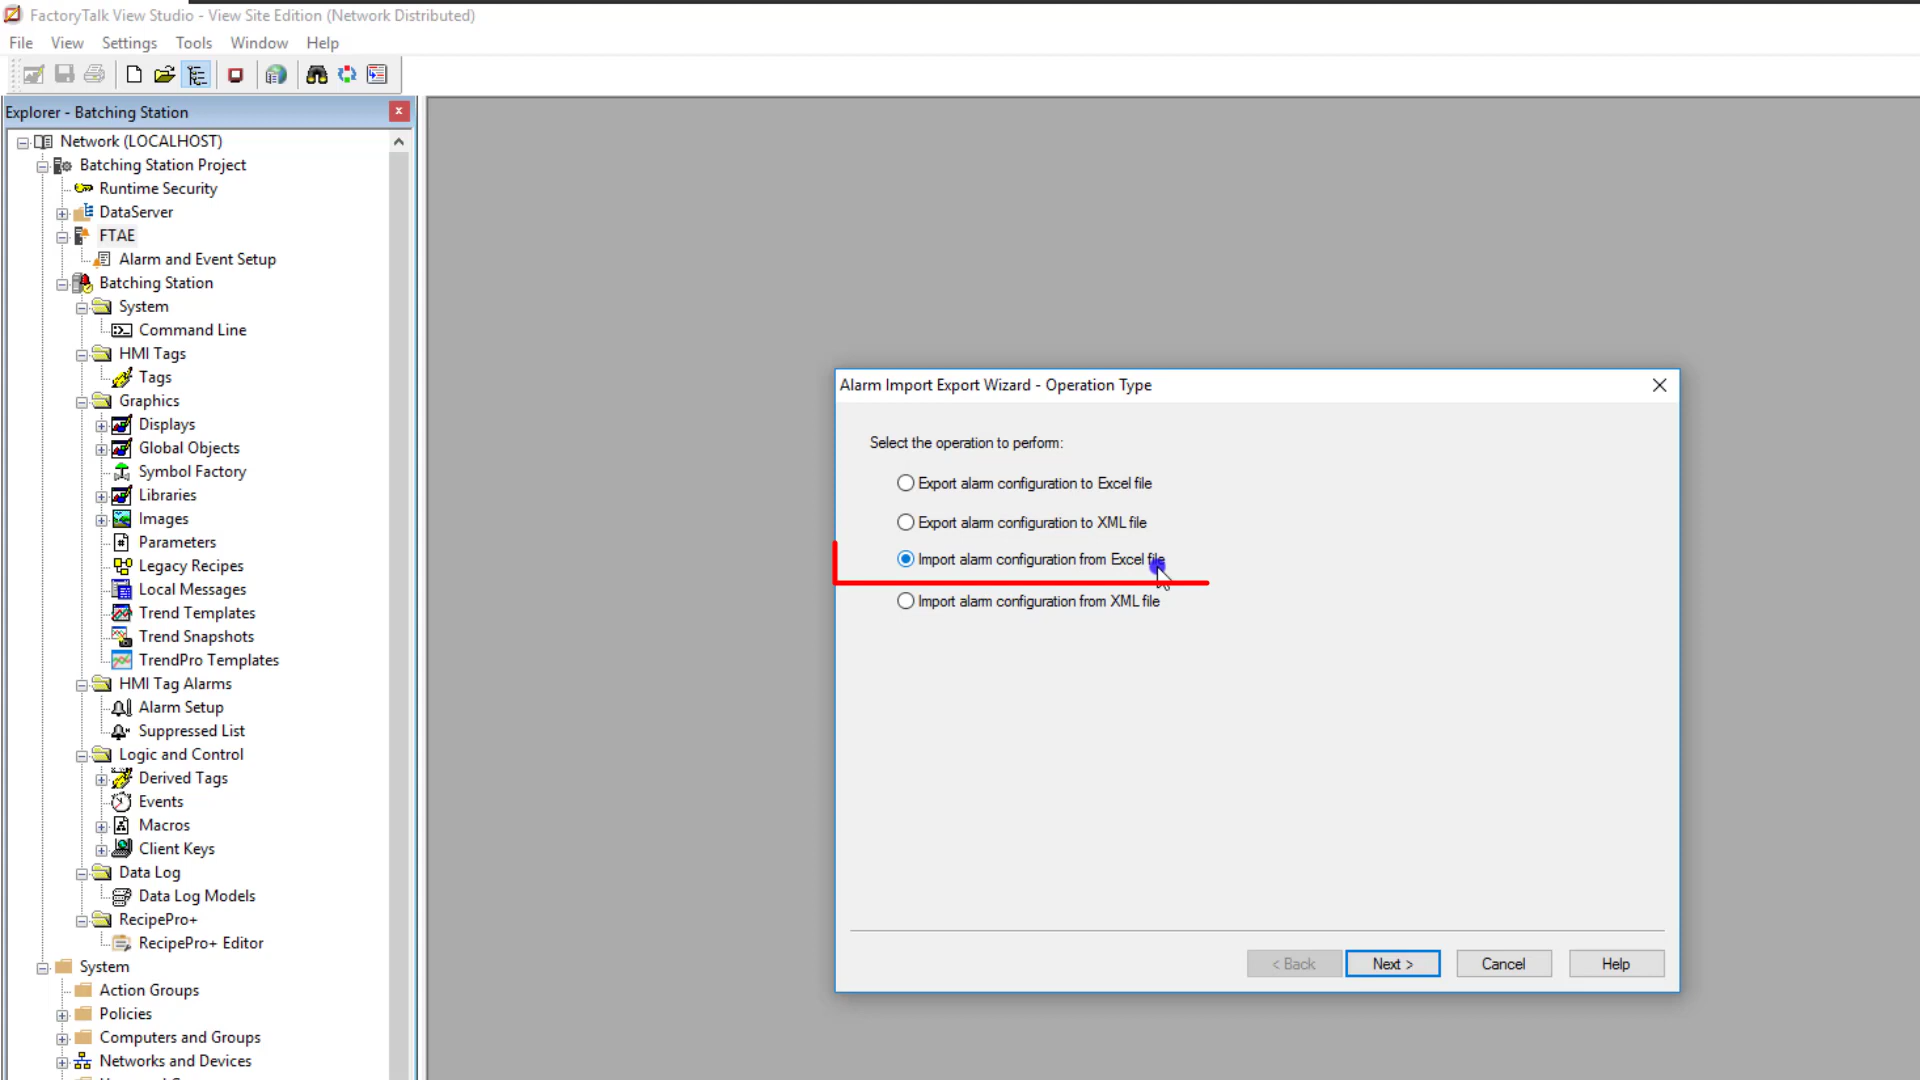 FactoryTalk View Studio - View Site Edition (Network Distributed)
File View Settings Tools Window Help
Explorer - Batching Station
Network (LOCALHOST)
Batching Station Project
Runtime Security
DataServer
FTAE
Alarm and Event Setup
Batching Station
System
Command Line
HMI Tags
Tags
Graphics
Displays
Global Objects
Symbol Factory
Libraries
Images
Parameters
Legacy Recipes
Local Messages
Trend Templates
Trend Snapshots
TrendPro Templates
HMI Tag Alarms
Alarm Setup
Suppressed List
Logic and Control
Derived Tags
Events
Macros
Client Keys
Data Log
Data Log Models
RecipePro+
RecipePro+ Editor
System
Action Groups
Policies
Computers and Groups
Networks and Devices
Alarm Import Export Wizard - Operation Type
Select the operation to perform:
Export alarm configuration to Excel file
Export alarm configuration to XML file
Import alarm configuration from Excel file
Import alarm configuration from XML file
< Back Next > Cancel Help